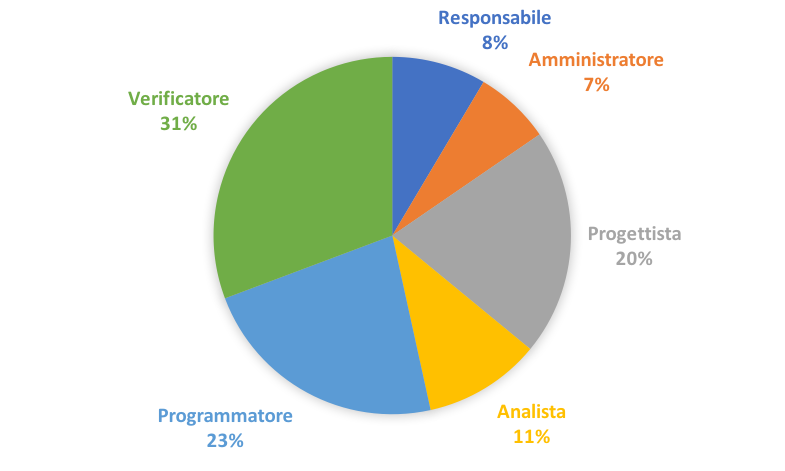 Responsabile
8%
Amministratore
7%
Verificatore
31%
Progettista
20%
Analista
11%
Programmatore
23%